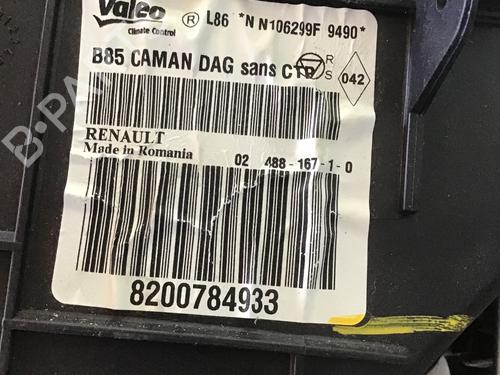 Valeo ® L86 *N N106299F 9490*
Climate Control
B85 CAMAN DAG sans CTP
R
S
042
RENAULT
Made in Romania
02 488-167-1-0
8200784933